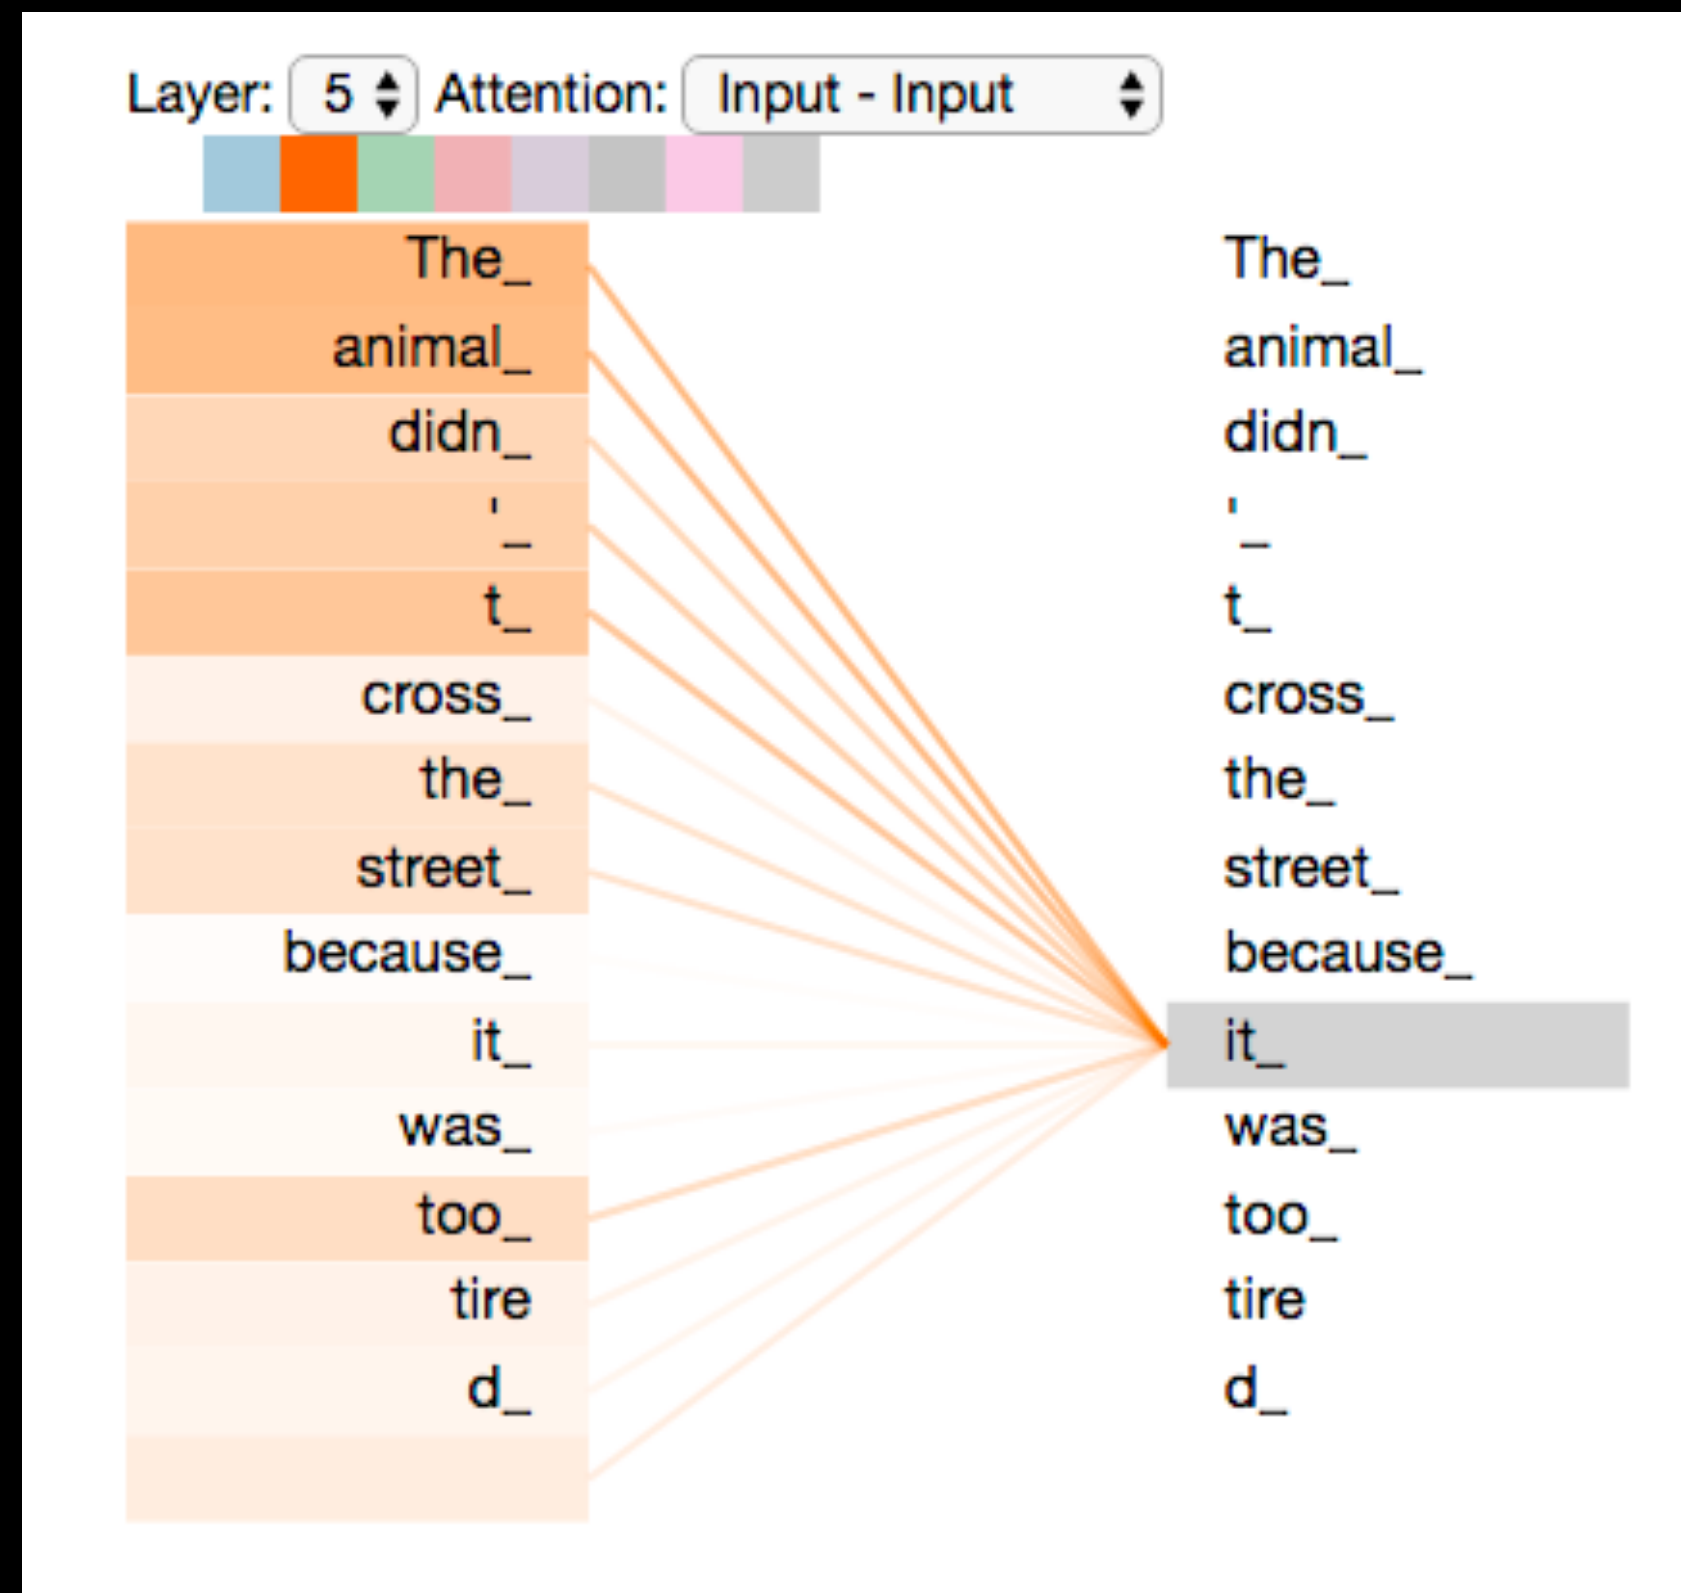 Layer: 5 Attention: Input - Input
The_ The_
animal_ animal_
didn_ didn_
'_ '_
t_ t_
cross_ cross_
the_ the_
street_ street_
because_ because_
it_ it_
was_ was_
too_ too_
tire tire
d_ d_